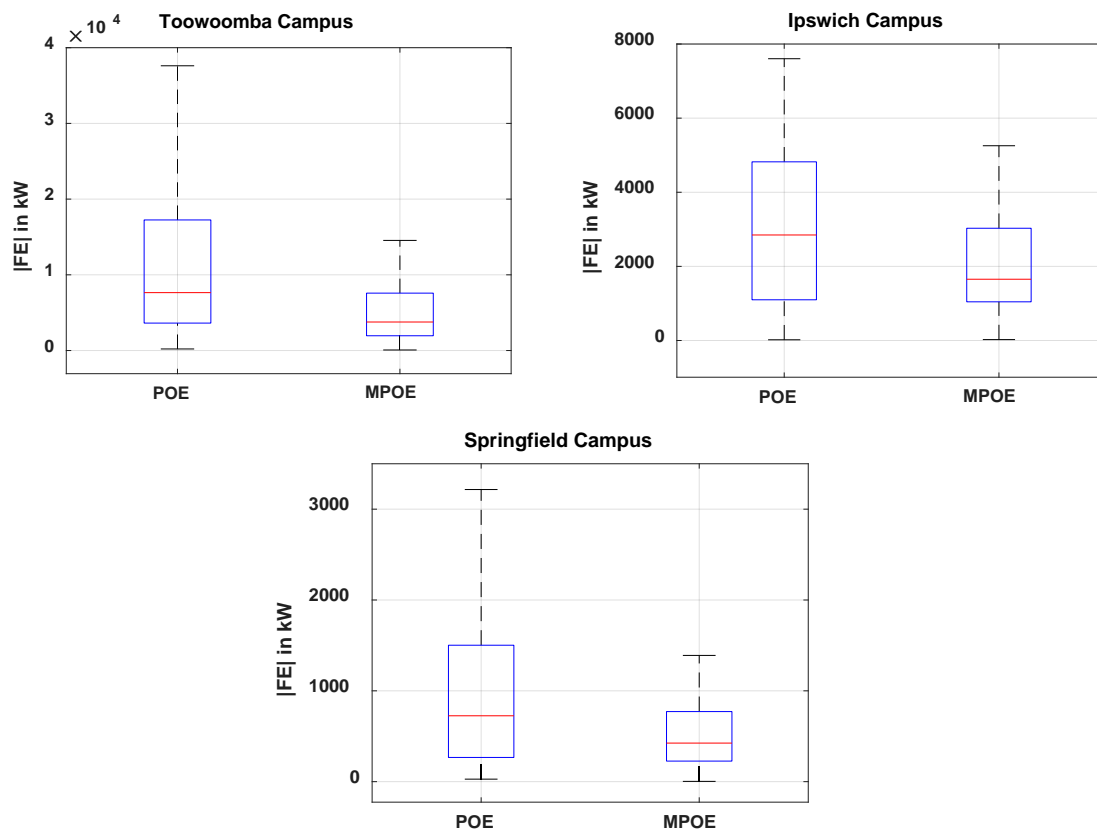 Toowoomba Campus
× 10 4
4
3
2
1
0
|FE| in kW
POE
MPOE
Ipswich Campus
8000
6000
4000
2000
0
|FE| in kW
POE
MPOE
Springfield Campus
3000
2000
1000
0
|FE| in kW
POE
MPOE